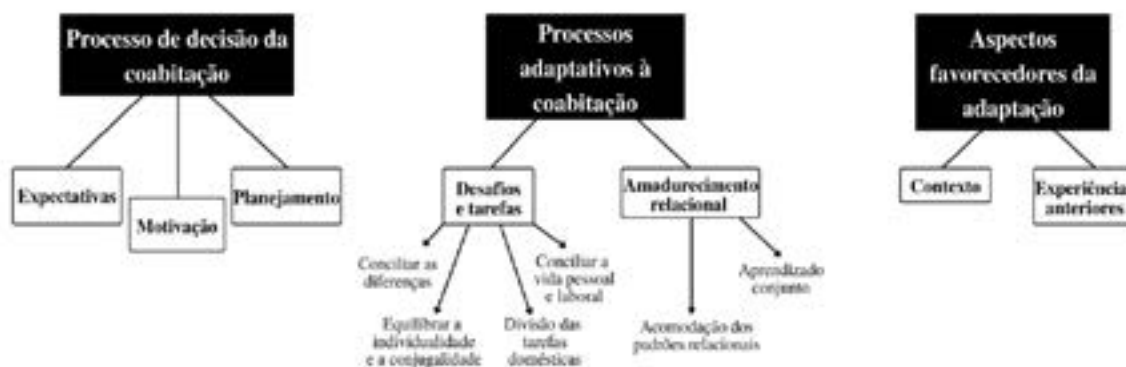 Processo de decisão da
coabitação
Expectativas
Motivação
Planejamento
Processos
adaptativos à
coabitação
Desafios
e tarefas
Conciliar as
diferenças
Equilibrar a
individualidade
e a conjugalidade
Divisão das
tarefas
domésticas
Conciliar a
vida pessoal
e laboral
Amadurecimento
relacional
Acomodação dos
padrões relacionais
Aprendizado
conjunto
Aspectos
favorecedores da
adaptação
Contexto
Experiências
anteriores